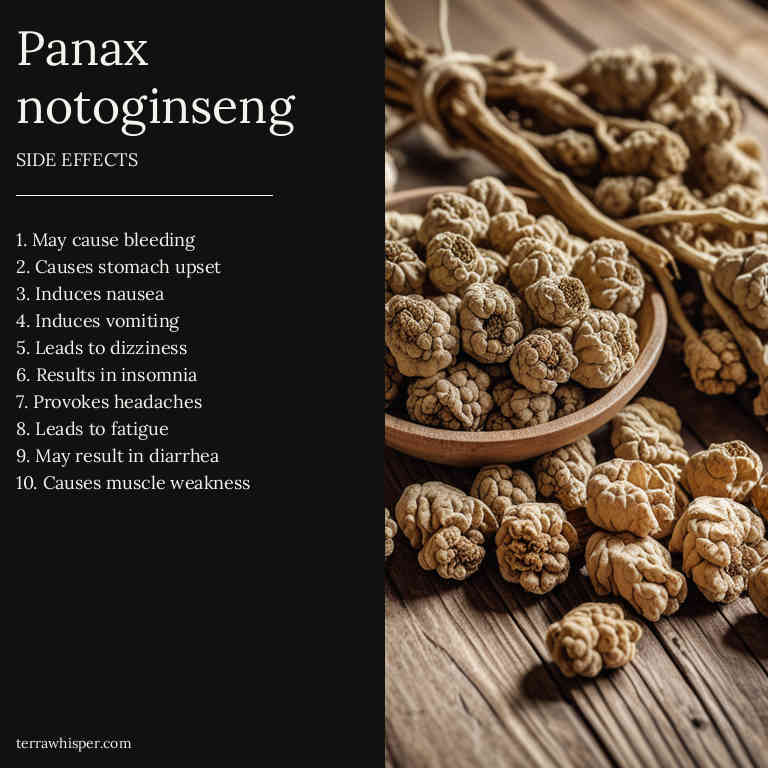 Panax
notoginseng
SIDE EFFECTS
1. May cause bleeding
2. Causes stomach upset
3. Induces nausea
4. Induces vomiting
5. Leads to dizziness
6. Results in insomnia
7. Provokes headaches
8. Leads to fatigue
9. May result in diarrhea
10. Causes muscle weakness
terrawhisper.com